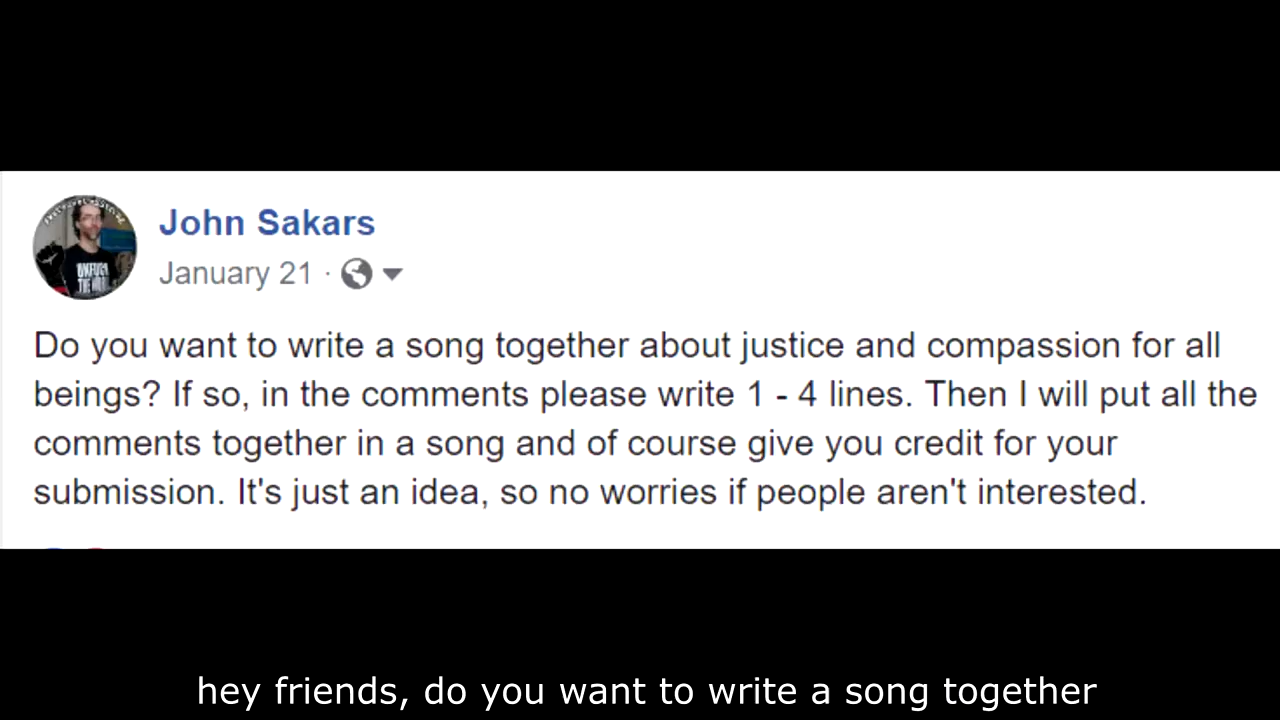 John Sakars
January 21 ·
Do you want to write a song together about justice and compassion for all
beings? If so, in the comments please write 1 - 4 lines. Then I will put all the
comments together in a song and of course give you credit for your
submission. It's just an idea, so no worries if people aren't interested.
hey friends, do you want to write a song together